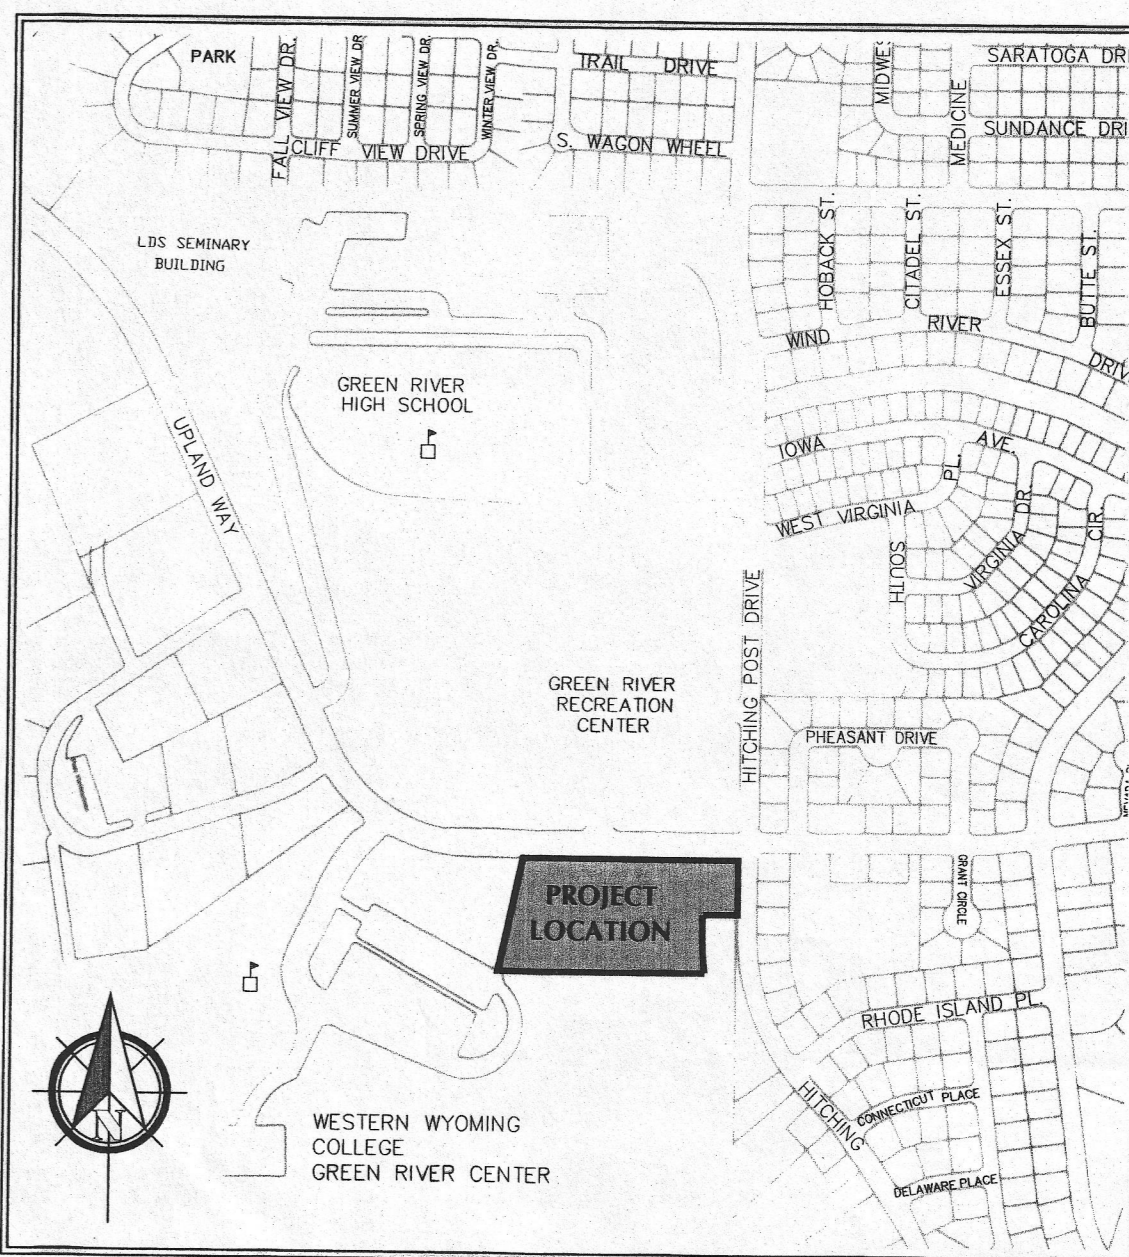 PARK
FALL VIEW DR.
SUMMER VIEW DR
SPRING VIEW DR.
WINTER VIEW DR.
TRAIL DRIVE
SARATOGA
MEDICINE
SUNDANCE
CLIFF VIEW DRIVE
S. WAGON WHEEL
LDS SEMINARY
BUILDING
HOBACK ST.
CITADEL ST.
ESSEX ST.
BUTTE ST.
WIND RIVER
GREEN RIVER
HIGH SCHOOL
UPLAND WAY
IOWA AVE.
WEST VIRGINIA PL.
SOUTH
VIRGINIA DR.
CAROLINA CIR.
HITCHING POST DRIVE
GREEN RIVER
RECREATION
CENTER
PHEASANT DRIVE
PROJECT
LOCATION
GRANT CIRCLE
RHODE ISLAND PL.
HITCHING
CONNECTICUT PLACE
DELAWARE PLACE
N
WESTERN WYOMING
COLLEGE
GREEN RIVER CENTER